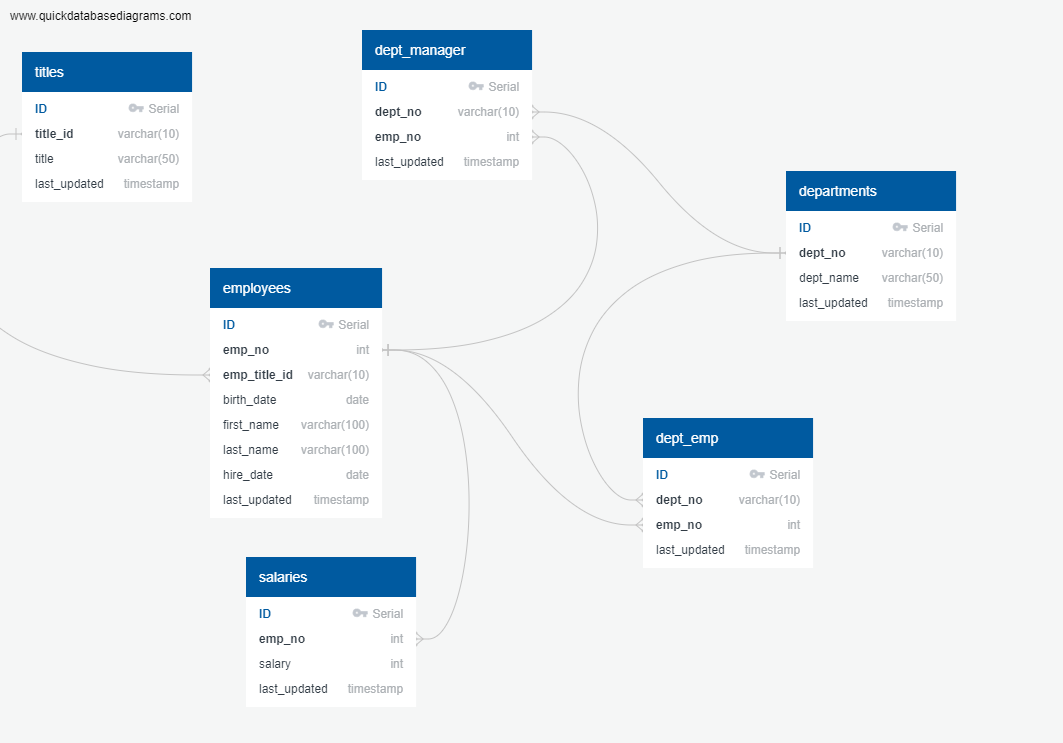 www.quickdatabasediagrams.com
titles
ID Serial
title_id varchar(10)
title varchar(50)
last_updated timestamp
dept_manager
ID Serial
dept_no varchar(10)
emp_no int
last_updated timestamp
departments
ID Serial
dept_no varchar(10)
dept_name varchar(50)
last_updated timestamp
employees
ID Serial
emp_no int
emp_title_id varchar(10)
birth_date date
first_name varchar(100)
last_name varchar(100)
hire_date date
last_updated timestamp
dept_emp
ID Serial
dept_no varchar(10)
emp_no int
last_updated timestamp
salaries
ID Serial
emp_no int
salary int
last_updated timestamp